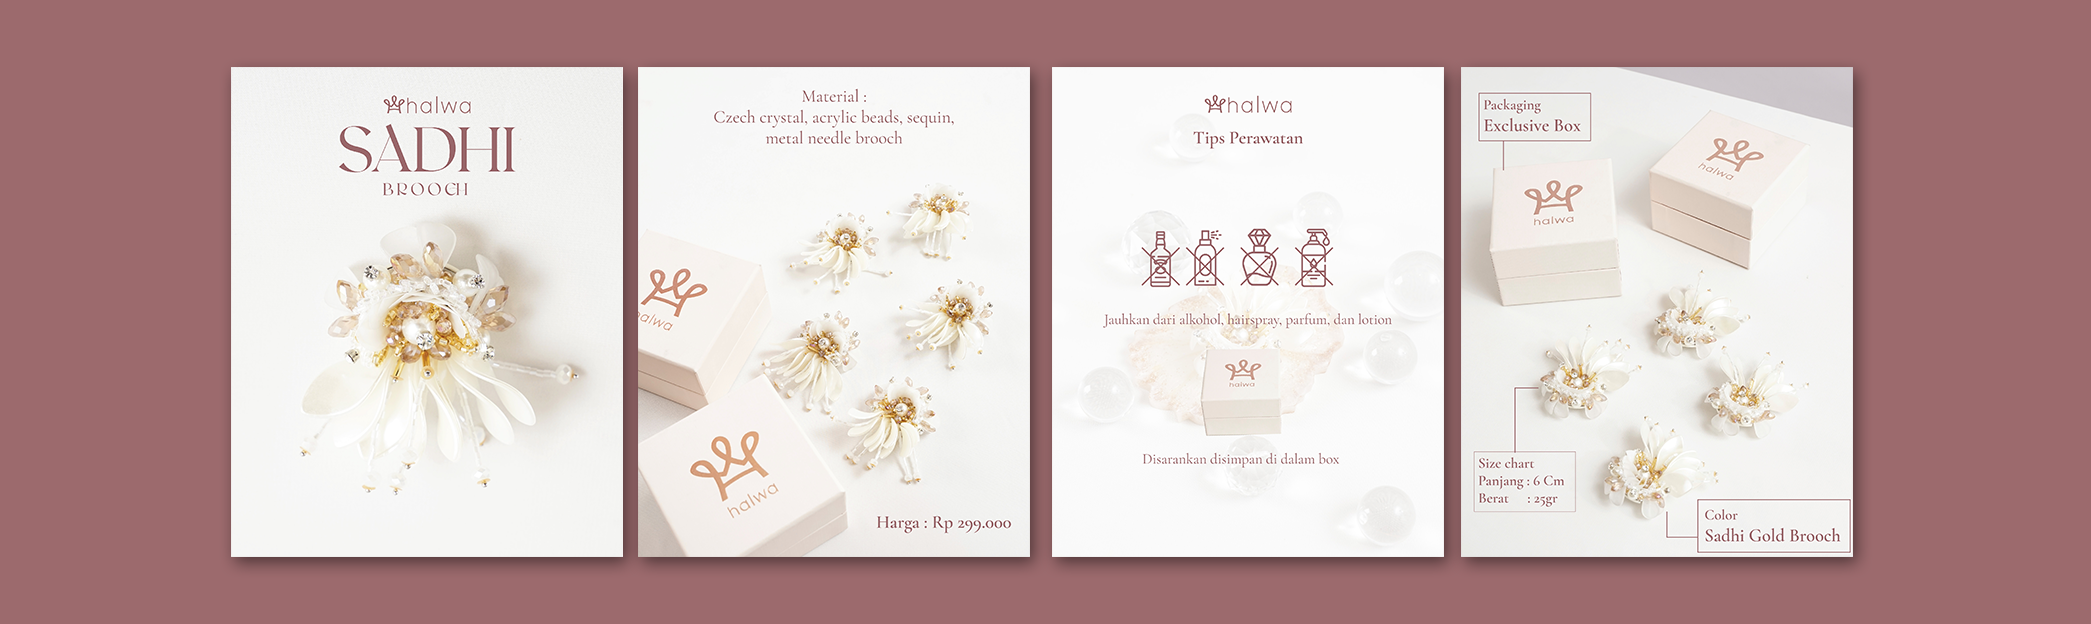 halwa
SADHI
BROOCH
Material :
Czech crystal, acrylic beads, sequin,
metal needle brooch
halwa
halwa
Harga : Rp 299.000
halwa
Tips Perawatan
Jauhkan dari alkohol, hairspray, parfum, dan lotion
halwa
Disarankan disimpan di dalam box
Packaging
Exclusive Box
halwa
halwa
Size chart
Panjang : 6 Cm
Berat : 25gr
Color
Sadhi Gold Brooch